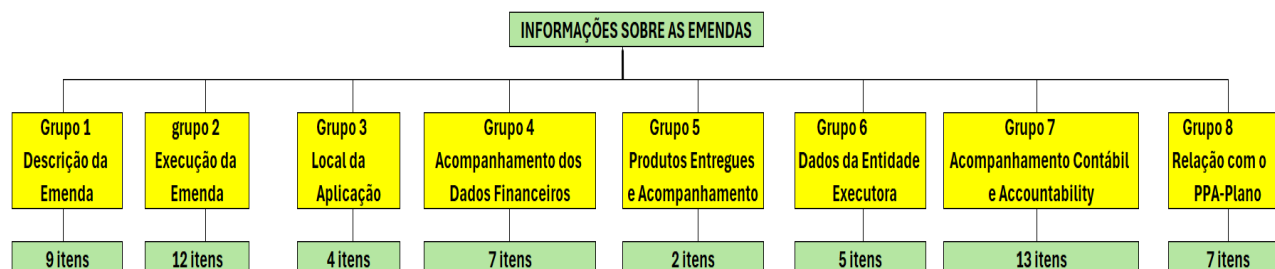 INFORMAÇÕES SOBRE AS EMENDAS
Grupo 1
Descrição da
Emenda
9 itens
grupo 2
Execução da
Emenda
12 itens
Grupo 3
Local da
Aplicação
4 itens
Grupo 4
Acompanhamento dos
Dados Financeiros
7 itens
Grupo 5
Produtos Entregues
e Acompanhamento
2 itens
Grupo 6
Dados da Entidade
Executora
5 itens
Grupo 7
Acompanhamento Contábil
e Accountability
13 itens
Grupo 8
Relação com o
PPA-Plano
7 itens